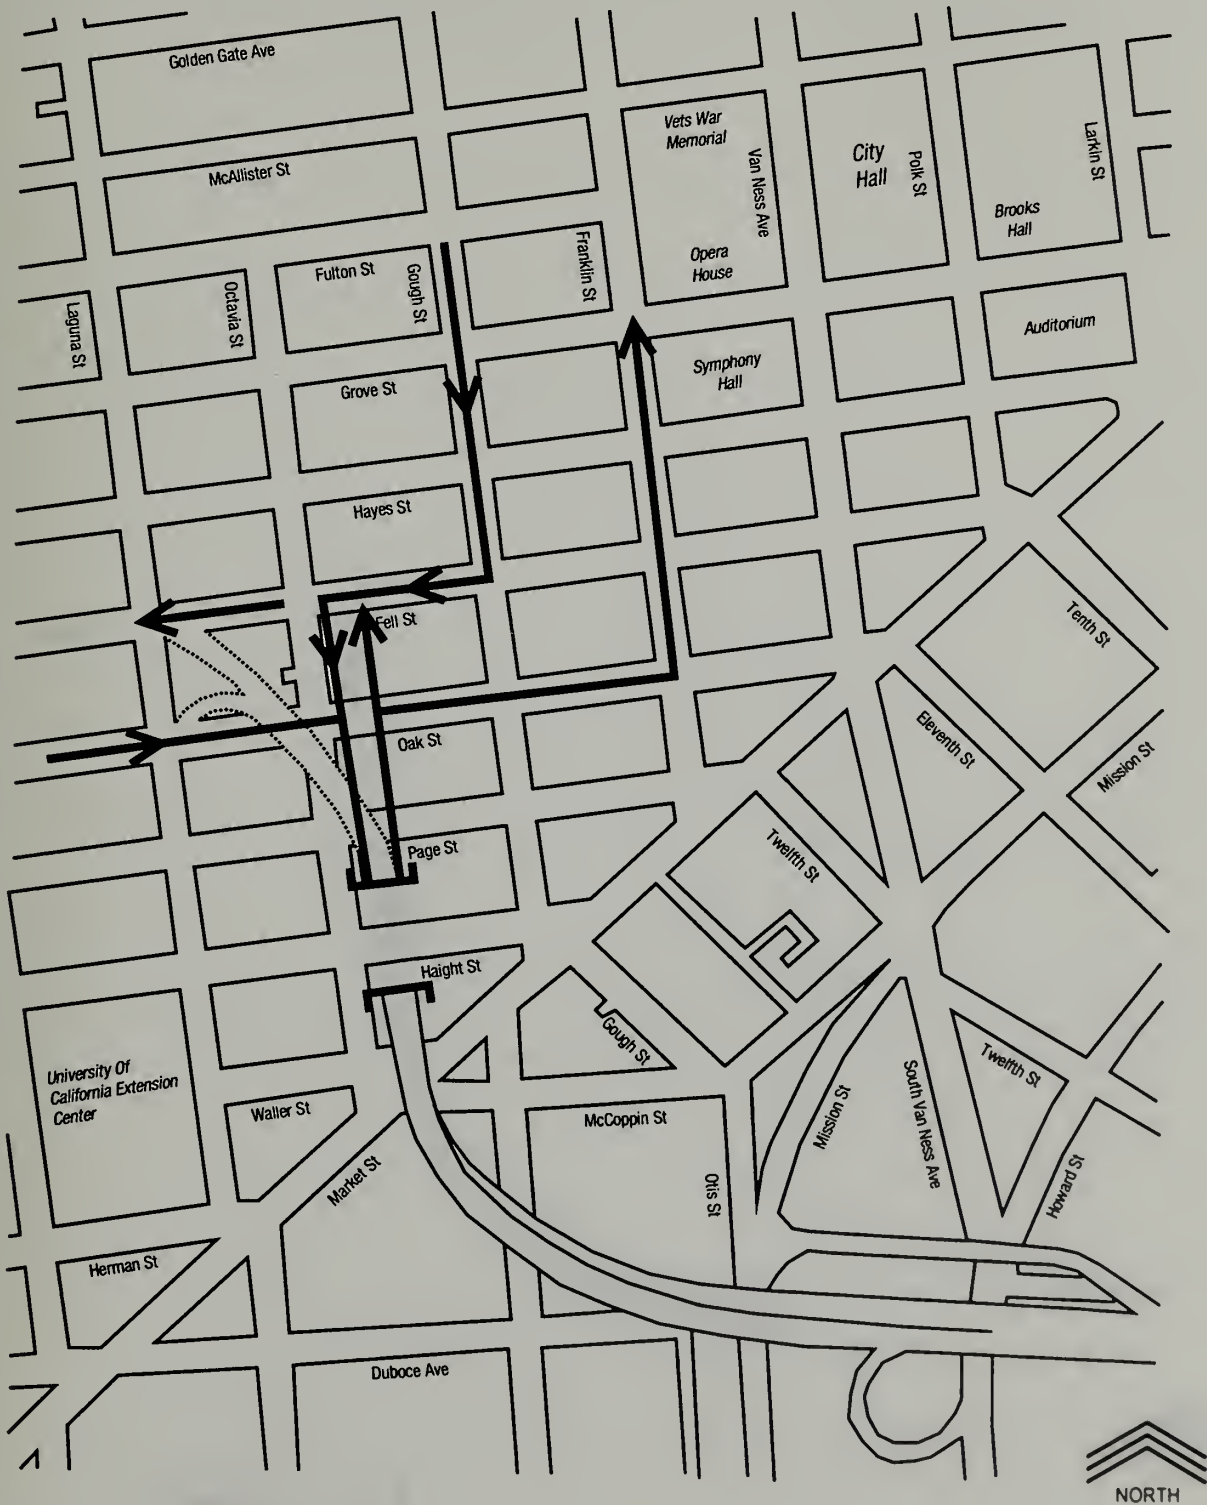 Golden Gate Ave
McAllister St
Vets War
Memorial
Van Ness Ave
City
Hall
Polk St
Larkin St
Brooks
Hall
Opera
House
Franklin St
Fulton St
Gough St
Octavia St
Laguna St
Auditorium
Symphony
Hall
Grove St
Hayes St
Fell St
Tenth St
Eleventh St
Mission St
Oak St
Page St
Twelfth St
Haight St
Gough St
University Of
California Extension
Center
Waller St
McCoppin St
Mission St
South Van Ness Ave
Twelfth St
Market St
Otis St
Howard St
Herman St
Duboce Ave
NORTH